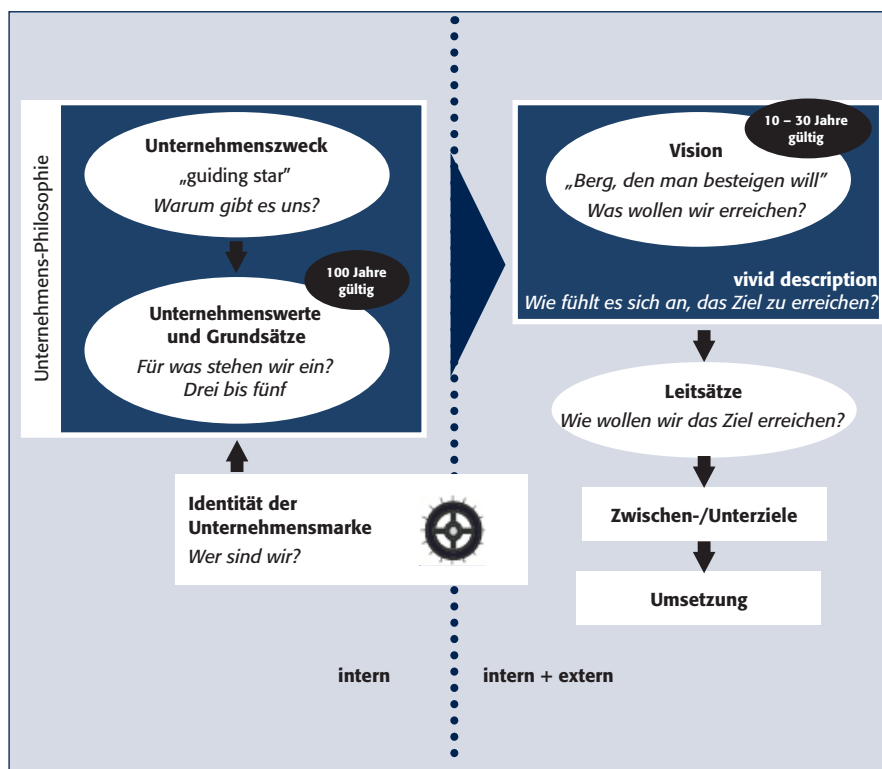 Unternehmens-Philosophie
Unternehmenszweck
„guiding star”
Warum gibt es uns?
100 Jahre
gültig
Unternehmenswerte
und Grundsätze
Für was stehen wir ein?
Drei bis fünf
Identität der
Unternehmensmarke
Wer sind wir?
intern
10 – 30 Jahre
gültig
Vision
„Berg, den man besteigen will”
Was wollen wir erreichen?
vivid description
Wie fühlt es sich an, das Ziel zu erreichen?
Leitsätze
Wie wollen wir das Ziel erreichen?
Zwischen-/Unterziele
Umsetzung
intern + extern